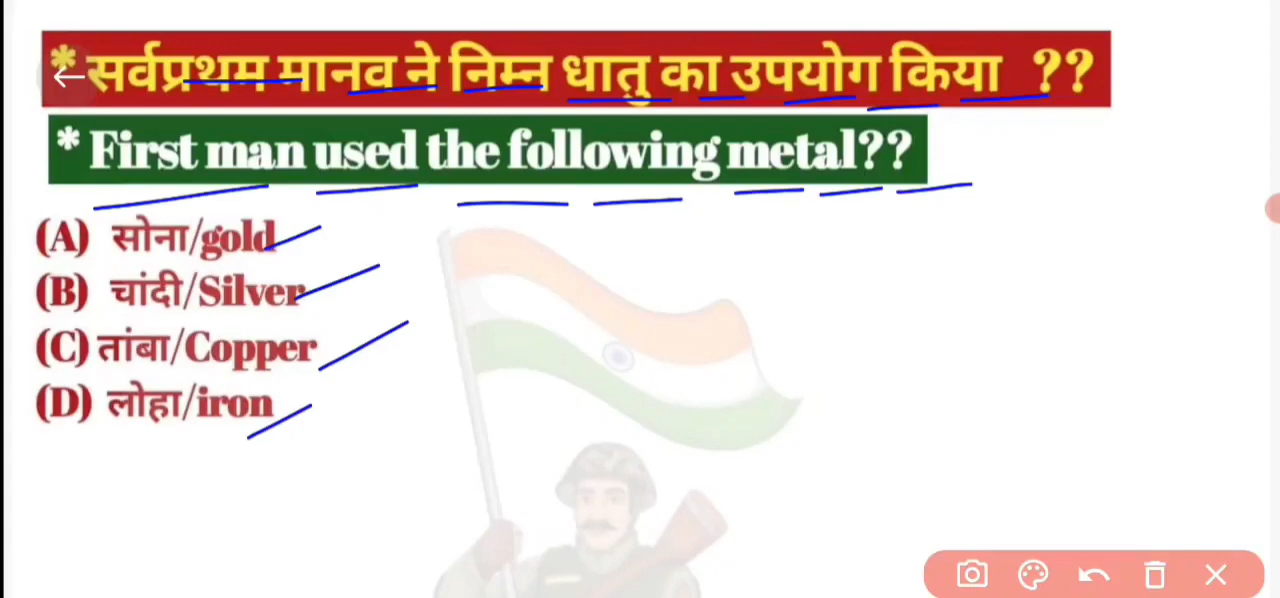 * सर्वप्रथम मानव ने निम्न धातु का उपयोग किया ??
* First man used the following metal??
(A) सोना/gold
(B) चांदी/Silver
(C) तांबा/Copper
(D) लोहा/iron